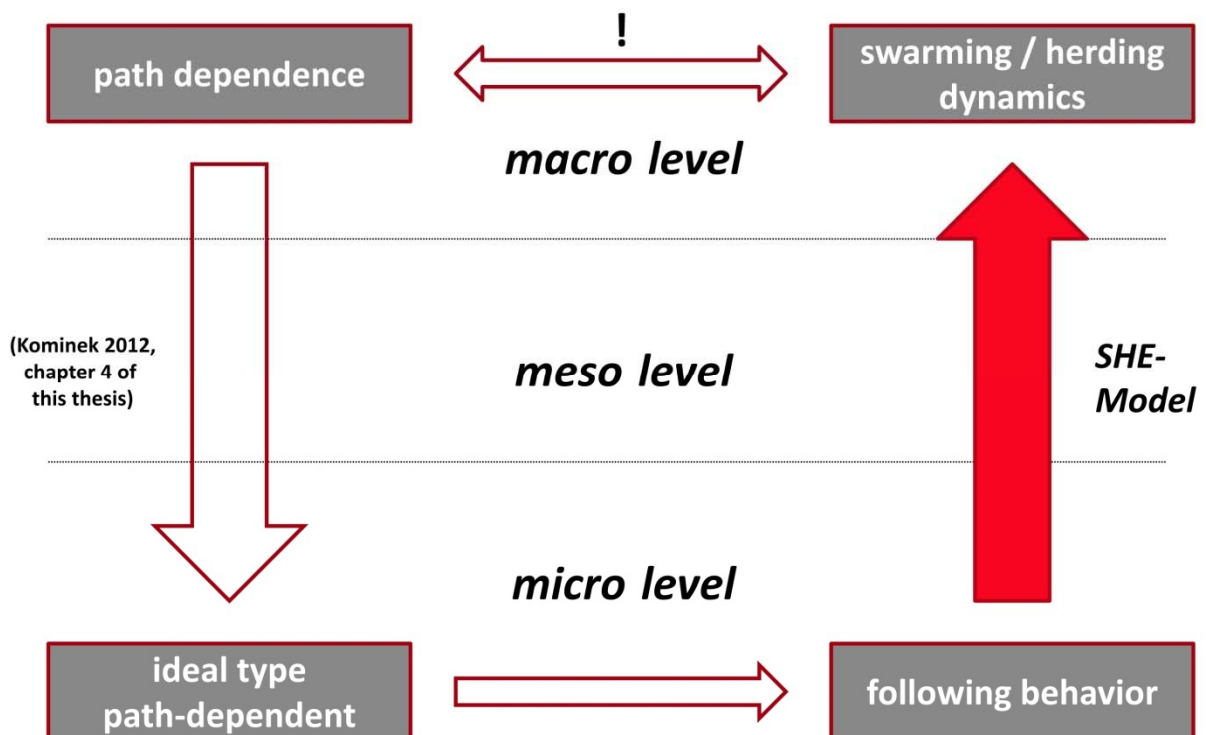 !
path dependence
swarming / herding
dynamics
macro level
(Kominek 2012,
chapter 4 of
this thesis)
meso level
SHE-
Model
micro level
ideal type
path-dependent
following behavior